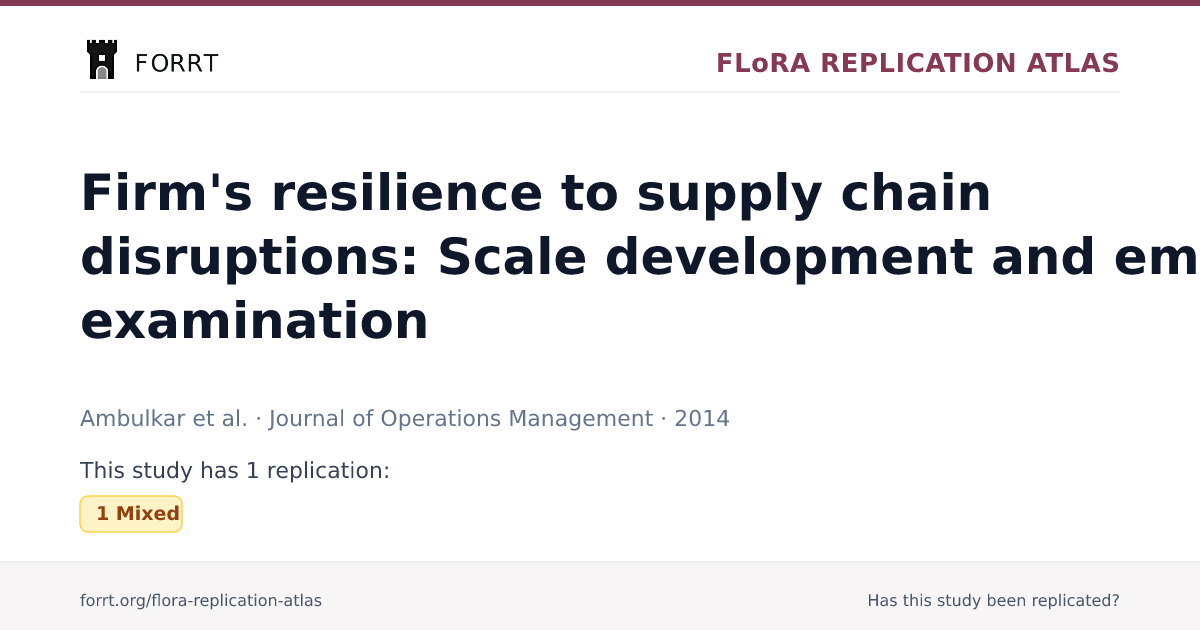 FORRT
FLoRA REPLICATION ATLAS
Firm's resilience to supply chain
disruptions: Scale development and em
examination
Ambulkar et al. · Journal of Operations Management · 2014
This study has 1 replication:
1 Mixed
forrt.org/flora-replication-atlas
Has this study been replicated?